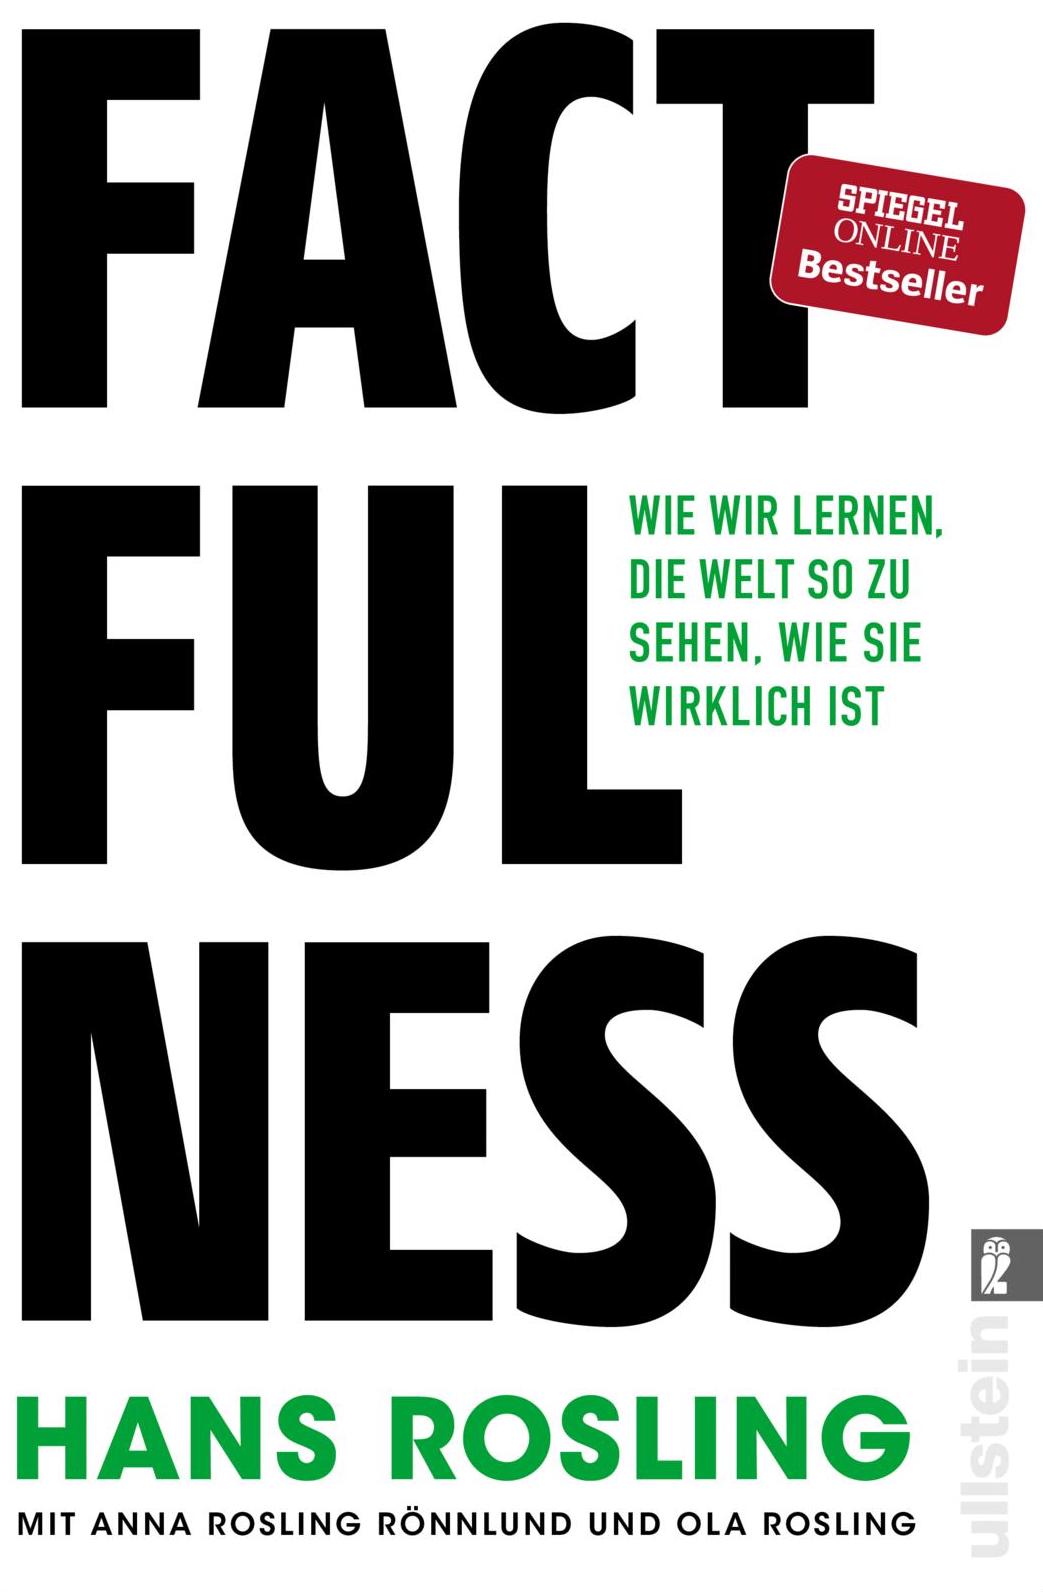 FACT
SPIEGEL
ONLINE
Bestseller
FUL
WIE WIR LERNEN,
DIE WELT SO ZU
SEHEN, WIE SIE
WIRKLICH IST
NESS
HANS ROSLING
MIT ANNA ROSLING RÖNNLUND UND OLA ROSLING
ullstein